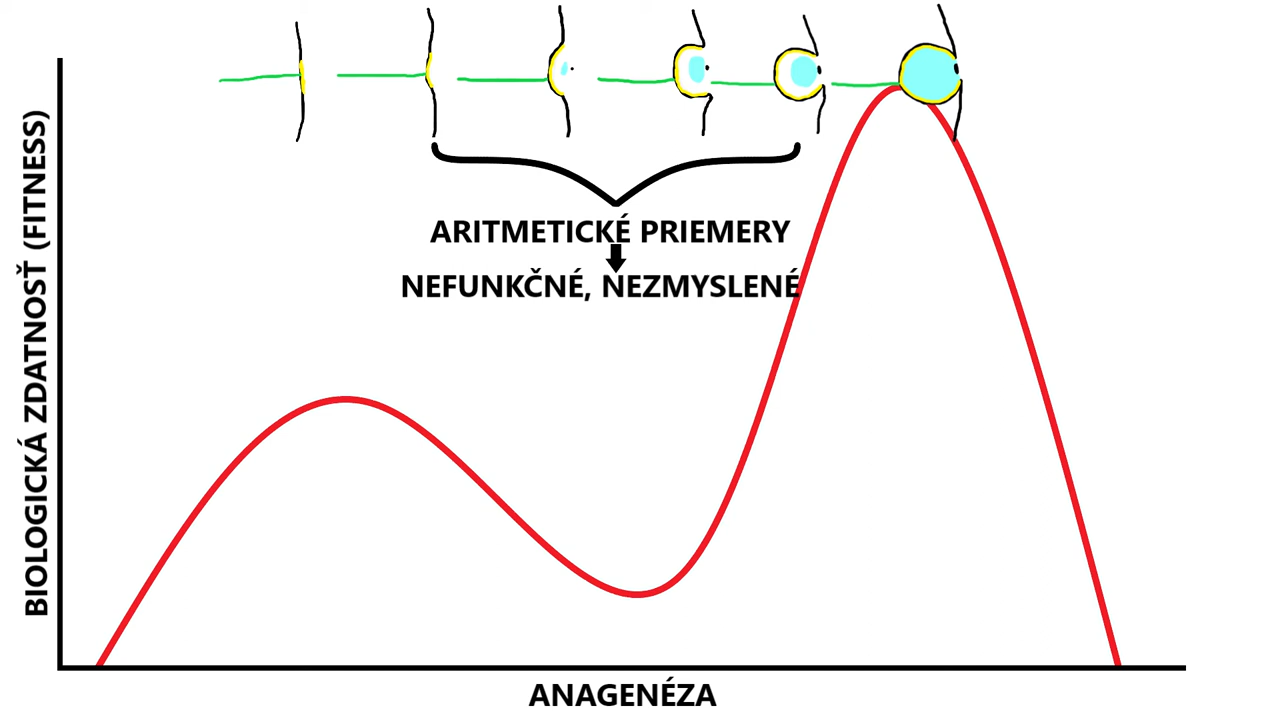 BIOLOGICKÁ ZDATNOSŤ (FITNESS)
ARITMETICKÉ PRIEMERY
NEFUNKČNÉ, NEZMYSLENÉ
ANAGENÉZA